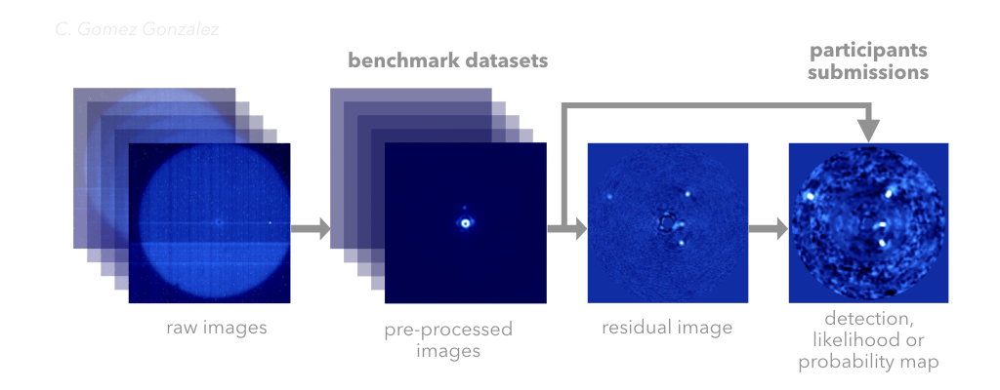 C. Gomez Gonzalez
benchmark datasets
participants
submissions
raw images
pre-processed
images
residual image
detection,
likelihood or
probability map